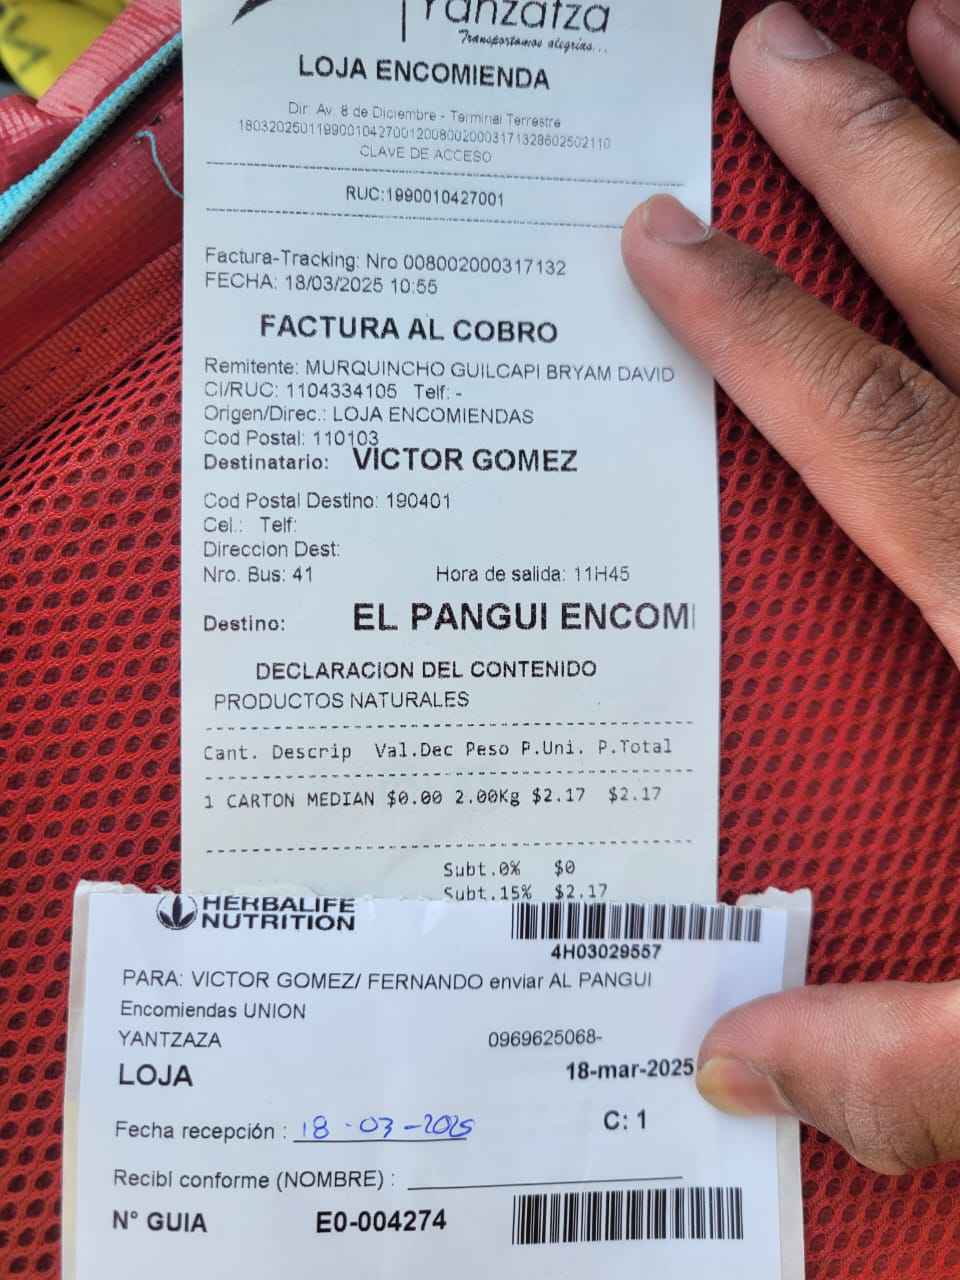 Yanzatza
Transportamos alegrías...
LOJA ENCOMIENDA
Dir: Av. 8 de Diciembre - Terminal Terrestre
1803202501199001042700120080020003171328602502110
CLAVE DE ACCESO
RUC:1990010427001
Factura-Tracking: Nro 008002000317132
FECHA: 18/03/2025 10:55
FACTURA AL COBRO
Remitente: MURQUINCHO GUILCAPI BRYAM DAVID
CI/RUC: 1104334105 Telf: -
Origen/Direc.: LOJA ENCOMIENDAS
Cod Postal: 110103
Destinatario: VICTOR GOMEZ
Cod Postal Destino: 190401
Cel.: Telf:
Direccion Dest:
Nro. Bus: 41 Hora de salida: 11H45
Destino: EL PANGUI ENCOMI
DECLARACION DEL CONTENIDO
PRODUCTOS NATURALES
Cant. Descrip Val.Dec Peso P.Uni. P.Total
1 CARTON MEDIAN $0.00 2.00Kg $2.17 $2.17
Subt.0% $0
Subt.15% $2.17
HERBALIFE
NUTRITION
4H03029557
PARA: VICTOR GOMEZ/ FERNANDO enviar AL PANGUI
Encomiendas UNION
YANTZAZA 0969625068-
LOJA 18-mar-2025
Fecha recepción : 18-03-2025 C: 1
Recibí conforme (NOMBRE) :
N° GUIA E0-004274